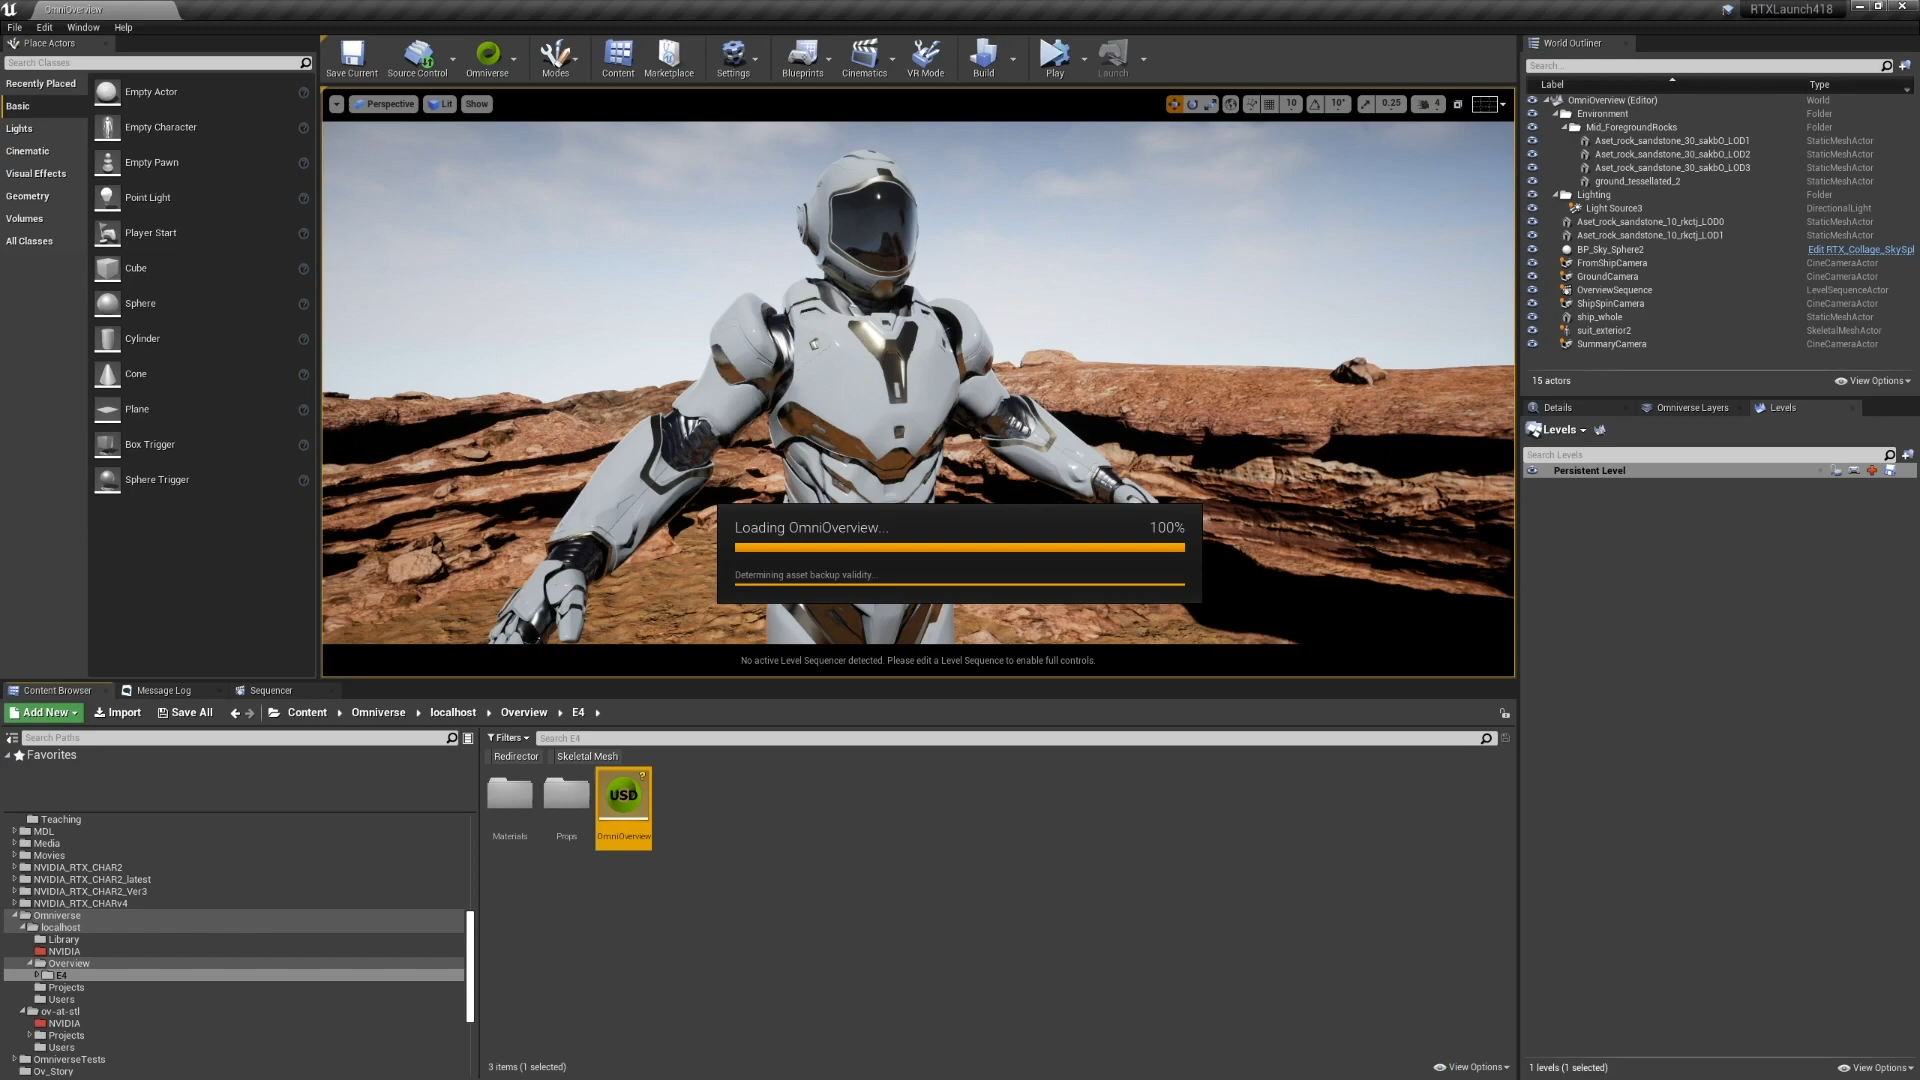 OmniOverview
RTXLaunch418
File Edit Window Help
Place Actors
Search Classes
Recently Placed
Basic
Lights
Cinematic
Visual Effects
Geometry
Volumes
All Classes
Empty Actor
Empty Character
Empty Pawn
Point Light
Player Start
Cube
Sphere
Cylinder
Cone
Plane
Box Trigger
Sphere Trigger
Save Current Source Control Omniverse Modes Content Marketplace Settings Blueprints Cinematics VR Mode Build Play Launch
Perspective Lit Show 10 10° 0.25 4
Loading OmniOverview... 100%
Determining asset backup validity...
No active Level Sequencer detected. Please edit a Level Sequence to enable full controls.
World Outliner
Search...
Label Type
OmniOverview (Editor) World
Environment Folder
Mid_ForegroundRocks Folder
Aset_rock_sandstone_30_sakbO_LOD1 StaticMeshActor
Aset_rock_sandstone_30_sakbO_LOD2 StaticMeshActor
Aset_rock_sandstone_30_sakbO_LOD3 StaticMeshActor
ground_tessellated_2 StaticMeshActor
Lighting Folder
Light Source3 DirectionalLight
Aset_rock_sandstone_10_rkctj_LOD0 StaticMeshActor
Aset_rock_sandstone_10_rkctj_LOD1 StaticMeshActor
BP_Sky_Sphere2 Edit RTX_Collage_SkySpl
FromShipCamera CineCameraActor
GroundCamera CineCameraActor
OverviewSequence LevelSequenceActor
ShipSpinCamera CineCameraActor
ship_whole StaticMeshActor
suit_exterior2 SkeletalMeshActor
SummaryCamera CineCameraActor
15 actors View Options
Details Omniverse Layers Levels
Levels
Search Levels
Persistent Level
1 levels (1 selected) View Options
Content Browser Message Log Sequencer
Add New Import Save All Content Omniverse localhost Overview E4
Search Paths
Favorites
Teaching
MDL
Media
Movies
NVIDIA_RTX_CHAR2
NVIDIA_RTX_CHAR2_latest
NVIDIA_RTX_CHAR2_Ver3
NVIDIA_RTX_CHARv4
Omniverse
localhost
Library
NVIDIA
Overview
E4
Projects
Users
ov-at-stl
NVIDIA
Projects
Users
OmniverseTests
Ov_Story
Filters Search E4
Redirector Skeletal Mesh
USD
Materials Props OmniOverview
3 items (1 selected) View Options